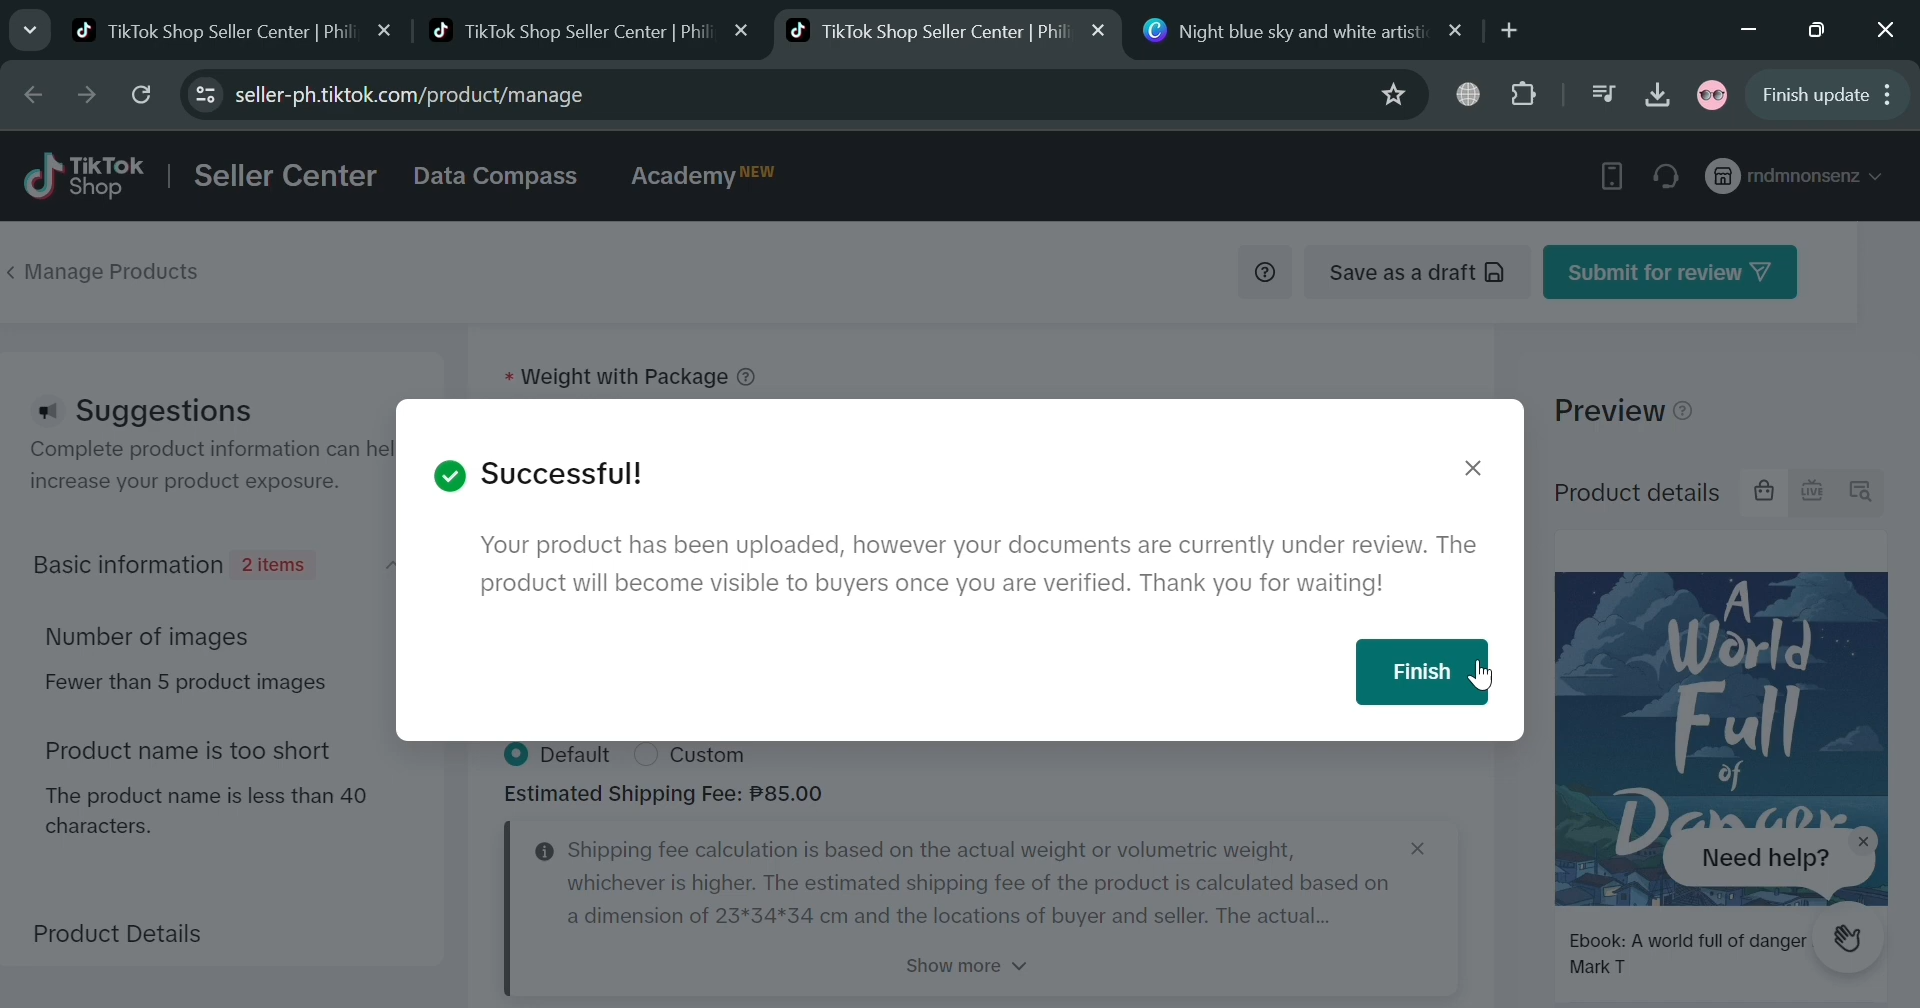 TikTok Shop Seller Center | Phili
TikTok Shop Seller Center | Phili
TikTok Shop Seller Center | Phili
Night blue sky and white artistic
seller-ph.tiktok.com/product/manage
Finish update
TikTok
Shop
Seller Center
Data Compass
Academy NEW
rndmnonsenz
Manage Products
Save as a draft
Submit for review
Suggestions
Complete product information can hel
increase your product exposure.
Basic information 2 items
Number of images
Fewer than 5 product images
Product name is too short
The product name is less than 40
characters.
Product Details
* Weight with Package
Successful!
Your product has been uploaded, however your documents are currently under review. The
product will become visible to buyers once you are verified. Thank you for waiting!
Finish
Default
Custom
Estimated Shipping Fee: ₱85.00
Shipping fee calculation is based on the actual weight or volumetric weight,
whichever is higher. The estimated shipping fee of the product is calculated based on
a dimension of 23*34*34 cm and the locations of buyer and seller. The actual...
Show more
Preview
Product details
LIVE
A
World
Full
of
Danger
Need help?
Ebook: A world full of danger
Mark T